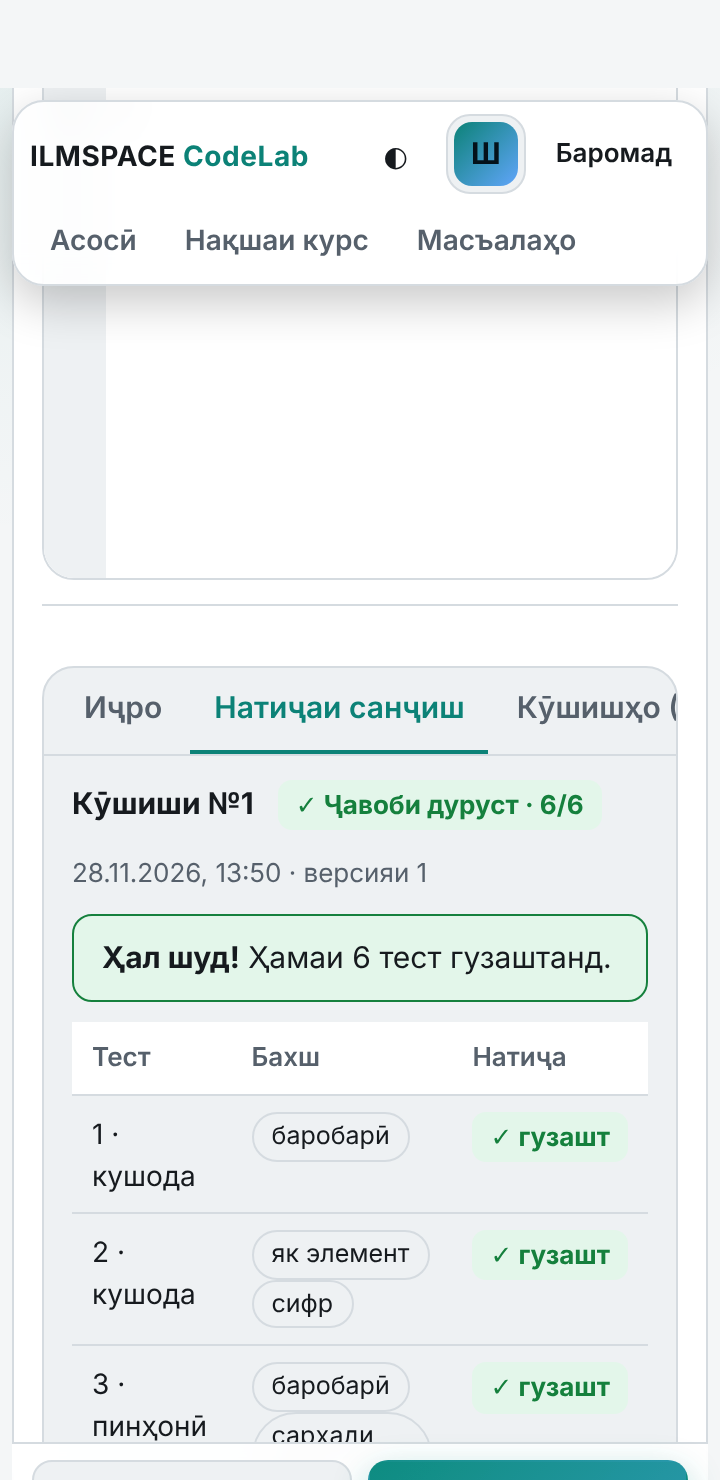 ILMSPACE CodeLab
Ш
Баромад
Асосӣ
Нақшаи курс
Масъалаҳо
Иҷро
Натиҷаи санҷиш
Кӯшишҳо (
Кӯшиши №1
✓ Ҷавоби дуруст · 6/6
28.11.2026, 13:50 · версияи 1
Ҳал шуд! Ҳамаи 6 тест гузаштанд.
Тест
Бахш
Натиҷа
1 ·
кушода
баробарӣ
✓ гузашт
2 ·
кушода
як элемент
сифр
✓ гузашт
3 ·
пинҳонӣ
баробарӣ
сарҳади
✓ гузашт